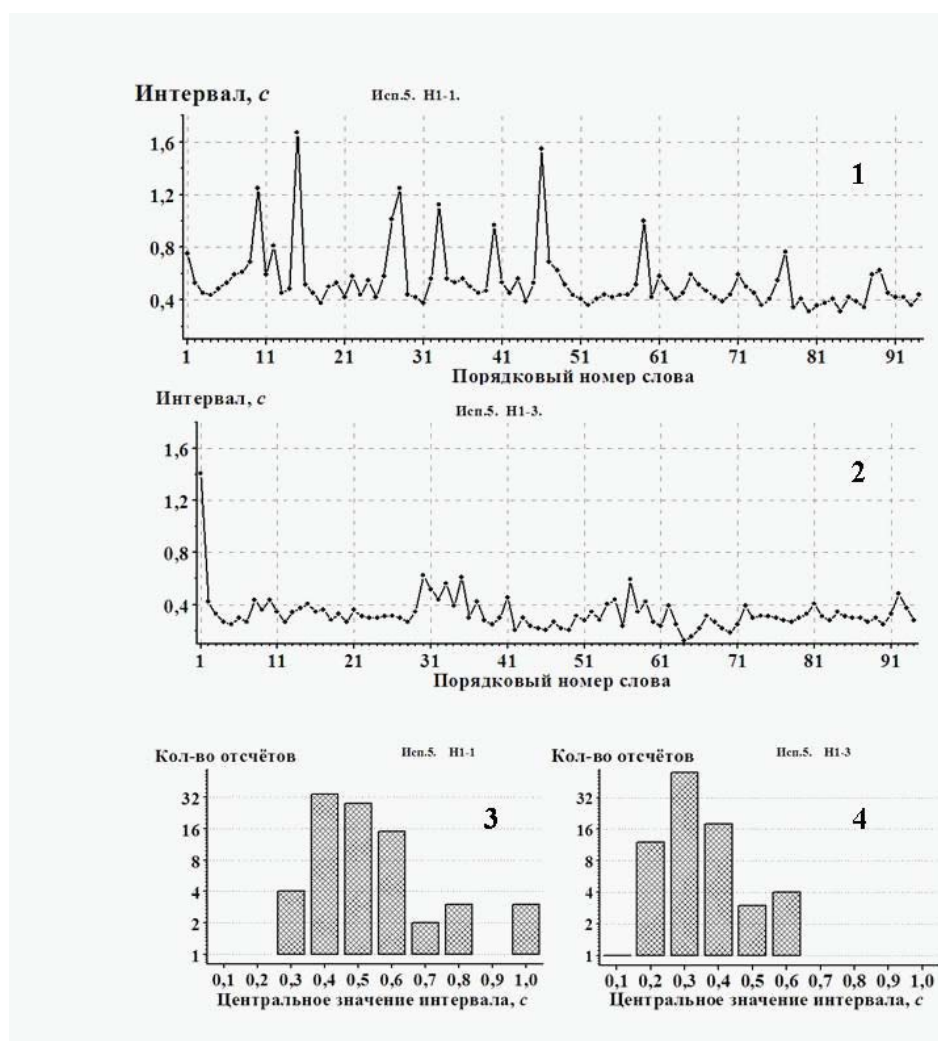 Интервал, с
Исп.5. Н1-1.
1,6
1
1,2
0,8
0,4
1 11 21 31 41 51 61 71 81 91
Порядковый номер слова
Интервал, с
Исп.5. Н1-3.
1,6
2
1,2
0,8
0,4
1 11 21 31 41 51 61 71 81 91
Порядковый номер слова
Кол-во отсчётов Исп.5. Н1-1
32
3
16
8
4
2
1
0,1 0,2 0,3 0,4 0,5 0,6 0,7 0,8 0,9 1,0
Центральное значение интервала, с
Кол-во отсчётов Исп.5. Н1-3
32
4
16
8
4
2
1
0,1 0,2 0,3 0,4 0,5 0,6 0,7 0,8 0,9 1,0
Центральное значение интервала, с